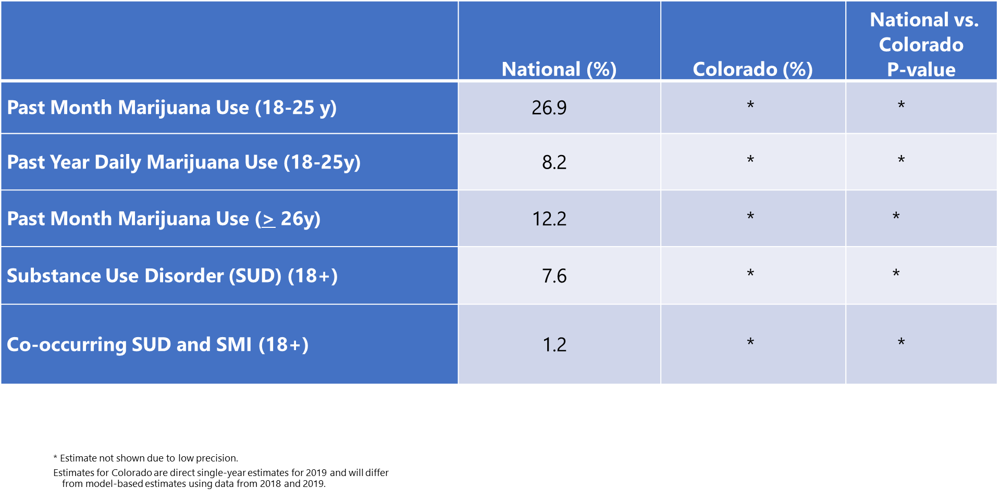 National (%) Colorado (%) National vs.
Colorado
P-value
Past Month Marijuana Use (18-25 y) 26.9 * *
Past Year Daily Marijuana Use (18-25y) 8.2 * *
Past Month Marijuana Use (> 26y) 12.2 * *
Substance Use Disorder (SUD) (18+) 7.6 * *
Co-occurring SUD and SMI (18+) 1.2 * *
* Estimate not shown due to low precision.
Estimates for Colorado are direct single-year estimates for 2019 and will differ
from model-based estimates using data from 2018 and 2019.